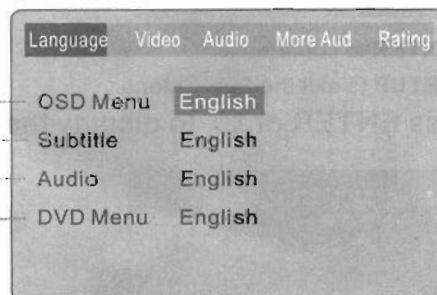 Language Video Audio More Aud Rating
OSD Menu English
Subtitle English
Audio English
DVD Menu English